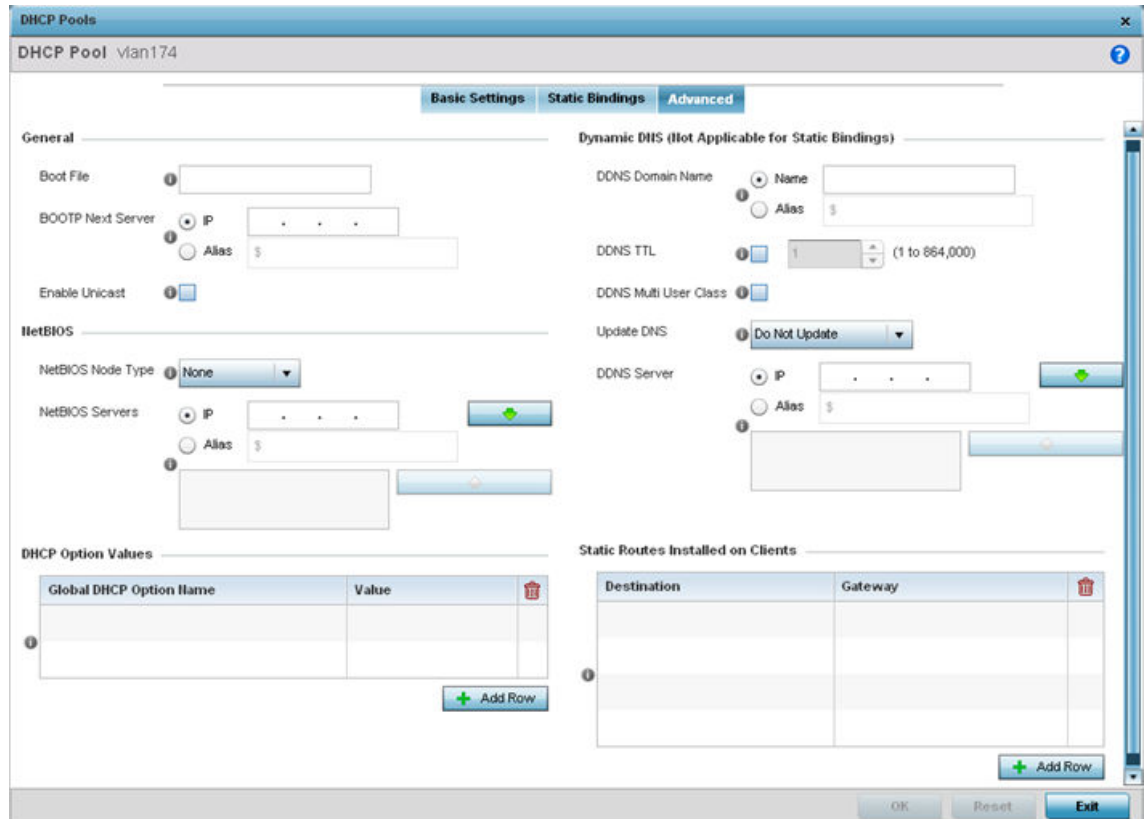 DHCP Pools
DHCP Pool vlan174
Basic Settings Static Bindings Advanced
General
Boot File
BOOTP Next Server IP . . .
Alias $
Enable Unicast
NetBIOS
NetBIOS Node Type None
NetBIOS Servers IP . . .
Alias $
DHCP Option Values
Global DHCP Option Name Value
Add Row
Dynamic DNS (Not Applicable for Static Bindings)
DDNS Domain Name Name
Alias $
DDNS TTL 1 (1 to 864,000)
DDNS Multi User Class
Update DNS Do Not Update
DDNS Server IP . . .
Alias $
Static Routes Installed on Clients
Destination Gateway
Add Row
OK Reset Exit